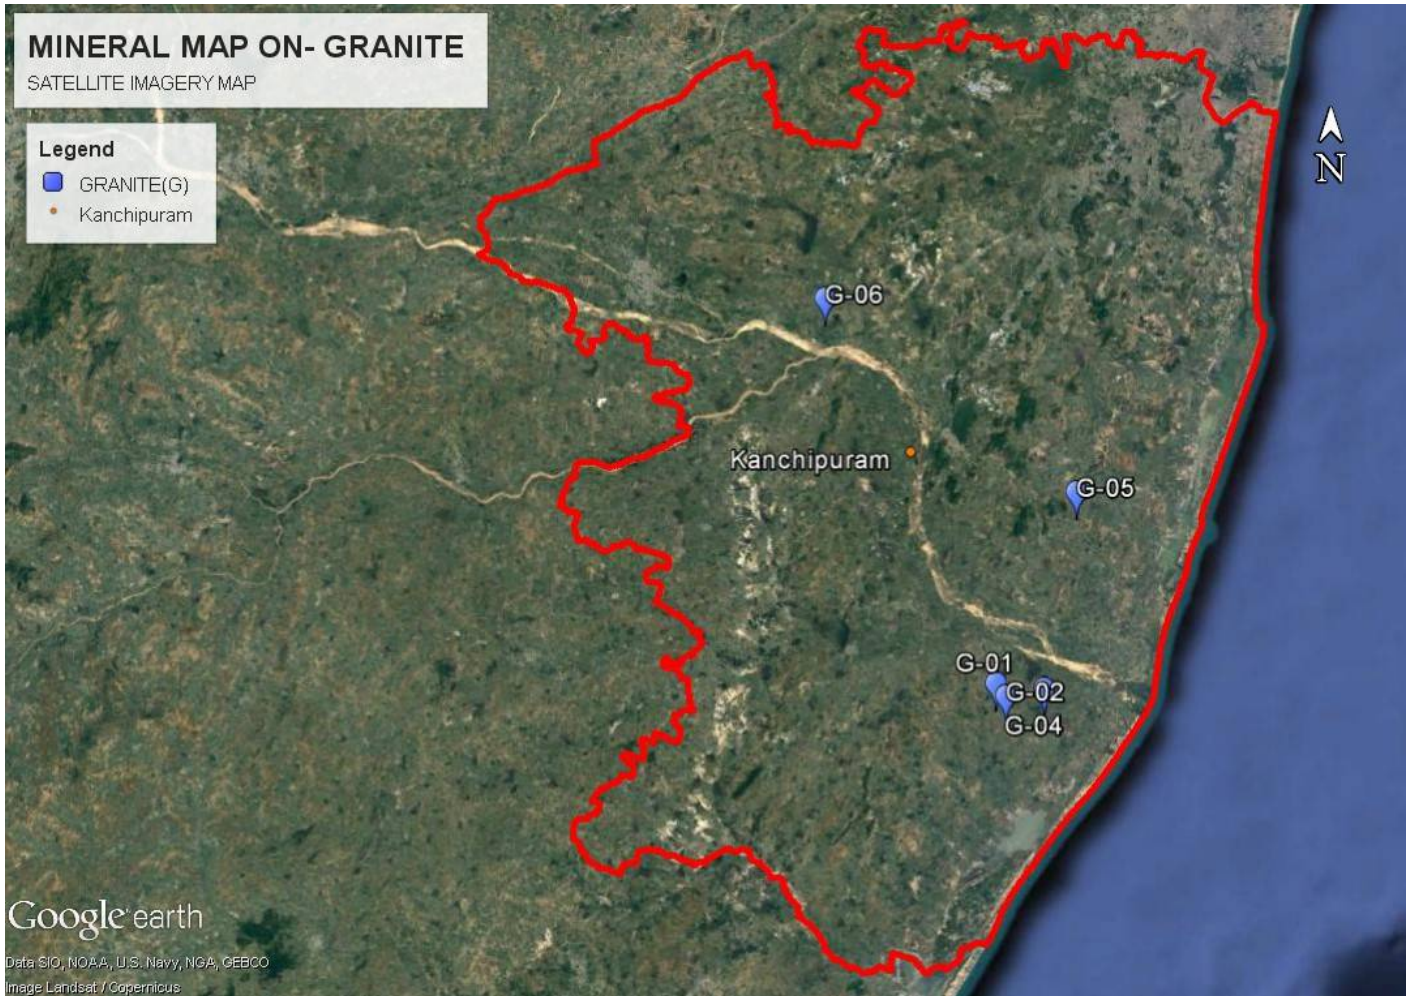 MINERAL MAP ON- GRANITE
SATELLITE IMAGERY MAP
Legend
GRANITE(G)
Kanchipuram
N
G-06
Kanchipuram
G-05
G-01
G-02
G-04
Google earth
Data SIO, NOAA, U.S. Navy, NGA, GEBCO
Image Landsat / Copernicus